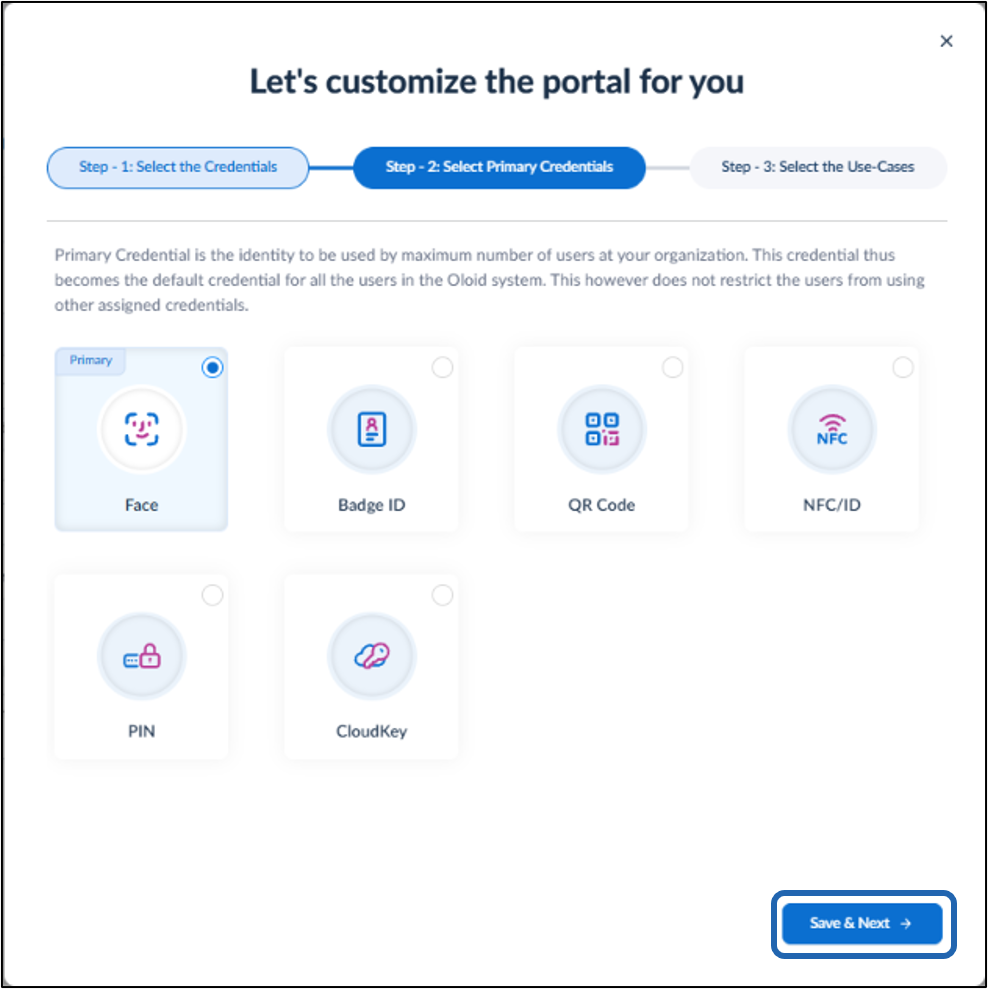 Let's customize the portal for you
Step - 1: Select the Credentials
Step - 2: Select Primary Credentials
Step - 3: Select the Use-Cases
Primary Credential is the identity to be used by maximum number of users at your organization. This credential thus
becomes the default credential for all the users in the Oloid system. This however does not restrict the users from using
other assigned credentials.
Primary
Face
Badge ID
QR Code
NFC
NFC/ID
PIN
CloudKey
Save & Next